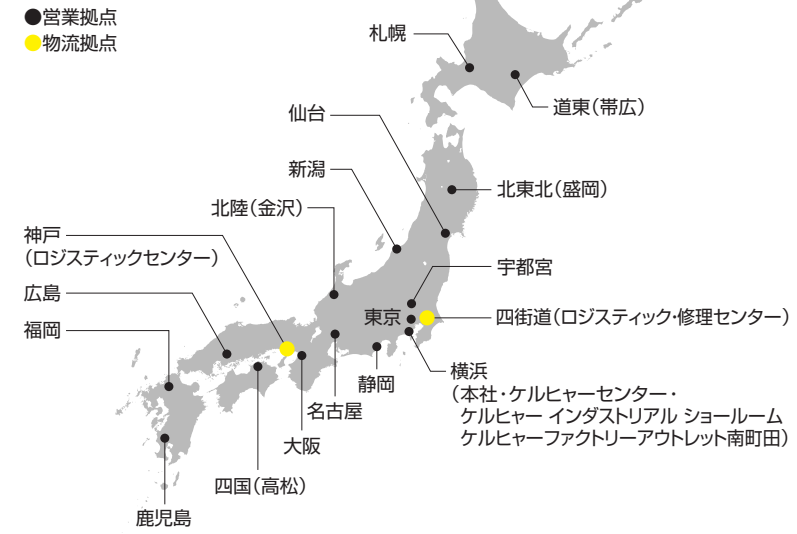 ●営業拠点
●物流拠点
札幌
道東（帯広）
仙台
新潟
北東北（盛岡）
北陸（金沢）
神戸
（ロジスティックセンター）
宇都宮
広島
東京
四街道（ロジスティック・修理センター）
福岡
横浜
（本社・ケルヒャーセンター・
ケルヒャー インダストリアル ショールーム
ケルヒャーファクトリーアウトレット南町田）
静岡
名古屋
大阪
四国（高松）
鹿児島